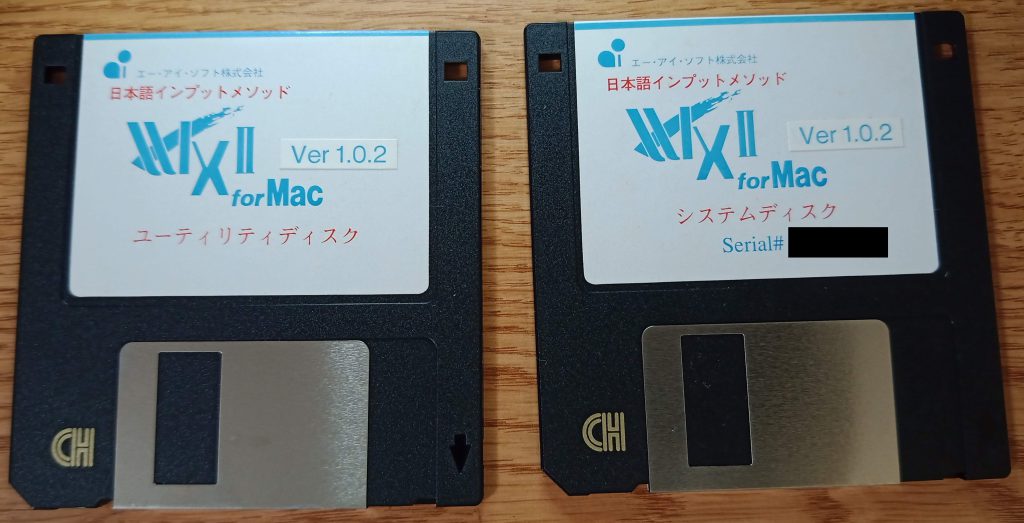 エー・アイ・ソフト株式会社
日本語インプットメソッド
WXⅡ
Ver 1.0.2
for Mac
ユーティリティディスク
エー・アイ・ソフト株式会社
日本語インプットメソッド
WXⅡ
Ver 1.0.2
for Mac
システムディスク
Serial#